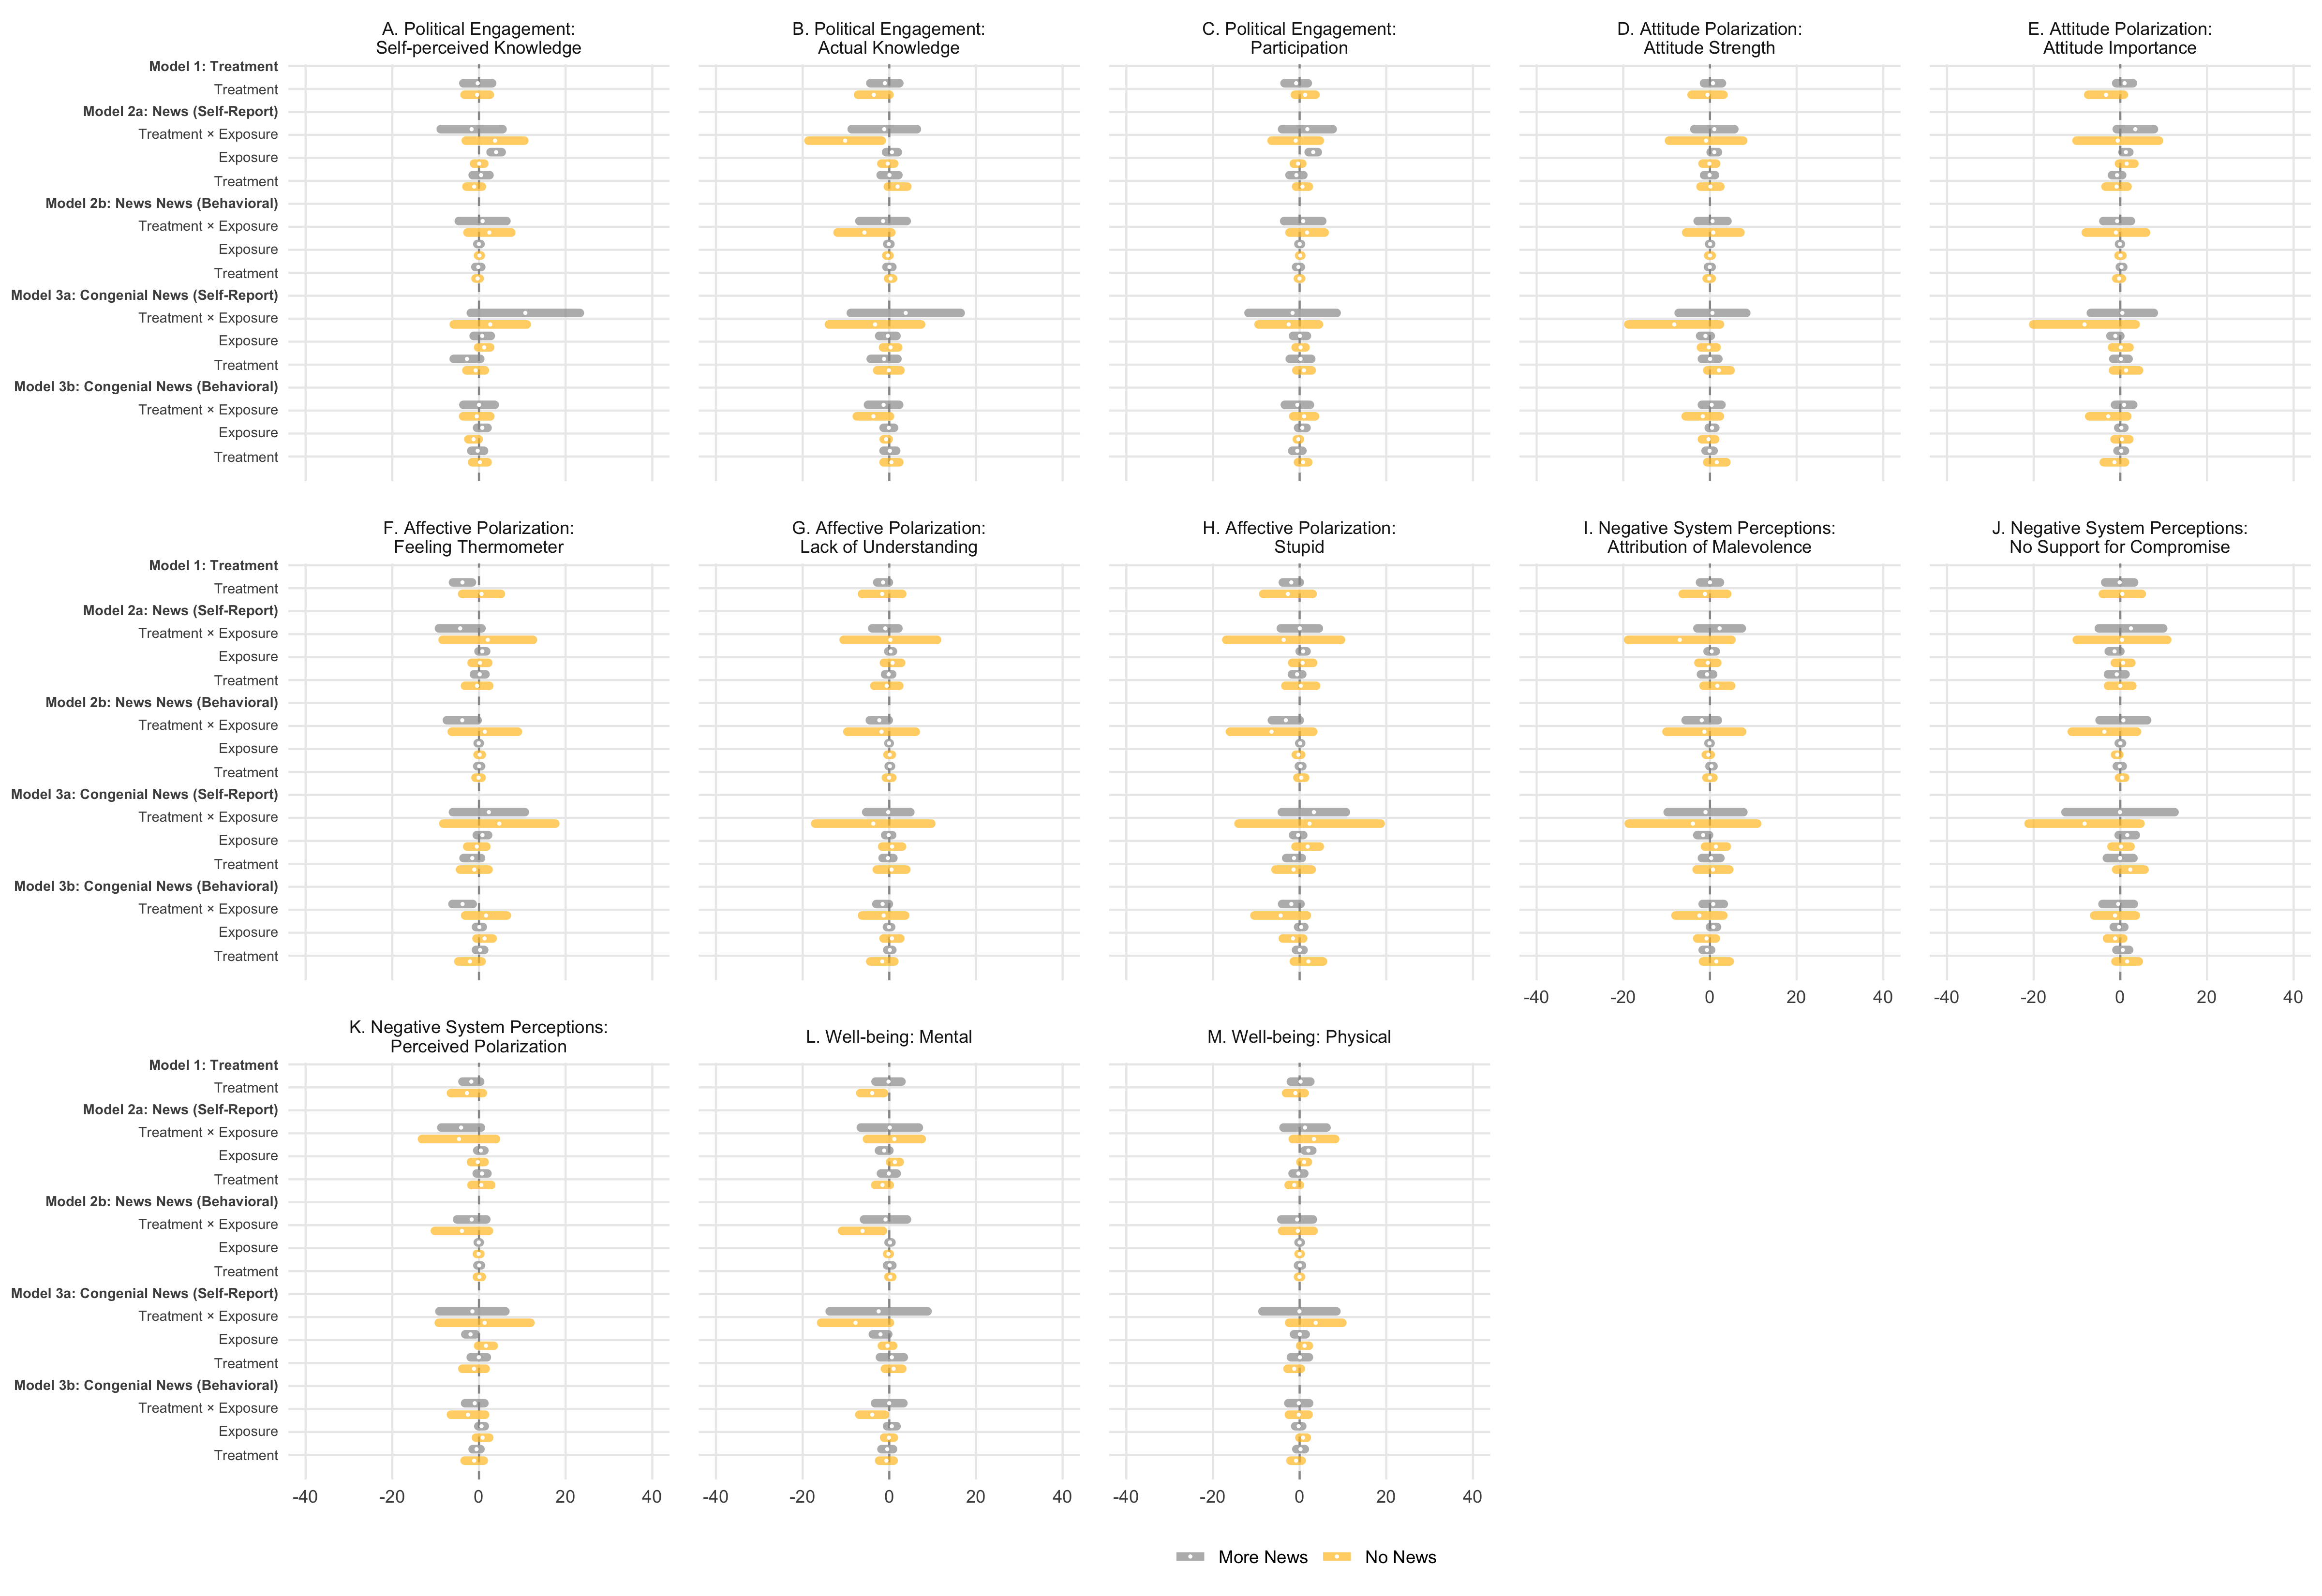 A. Political Engagement:
Self-perceived Knowledge
B. Political Engagement:
Actual Knowledge
C. Political Engagement:
Participation
D. Attitude Polarization:
Attitude Strength
E. Attitude Polarization:
Attitude Importance
Model 1: Treatment
Treatment
Model 2a: News (Self-Report)
Treatment × Exposure
Exposure
Treatment
Model 2b: News News (Behavioral)
Treatment × Exposure
Exposure
Treatment
Model 3a: Congenial News (Self-Report)
Treatment × Exposure
Exposure
Treatment
Model 3b: Congenial News (Behavioral)
Treatment × Exposure
Exposure
Treatment
F. Affective Polarization:
Feeling Thermometer
G. Affective Polarization:
Lack of Understanding
H. Affective Polarization:
Stupid
I. Negative System Perceptions:
Attribution of Malevolence
J. Negative System Perceptions:
No Support for Compromise
Model 1: Treatment
Treatment
Model 2a: News (Self-Report)
Treatment × Exposure
Exposure
Treatment
Model 2b: News News (Behavioral)
Treatment × Exposure
Exposure
Treatment
Model 3a: Congenial News (Self-Report)
Treatment × Exposure
Exposure
Treatment
Model 3b: Congenial News (Behavioral)
Treatment × Exposure
Exposure
Treatment
-40 -20 0 20 40
-40 -20 0 20 40
K. Negative System Perceptions:
Perceived Polarization
L. Well-being: Mental
M. Well-being: Physical
Model 1: Treatment
Treatment
Model 2a: News (Self-Report)
Treatment × Exposure
Exposure
Treatment
Model 2b: News News (Behavioral)
Treatment × Exposure
Exposure
Treatment
Model 3a: Congenial News (Self-Report)
Treatment × Exposure
Exposure
Treatment
Model 3b: Congenial News (Behavioral)
Treatment × Exposure
Exposure
Treatment
-40 -20 0 20 40
-40 -20 0 20 40
-40 -20 0 20 40
More News No News